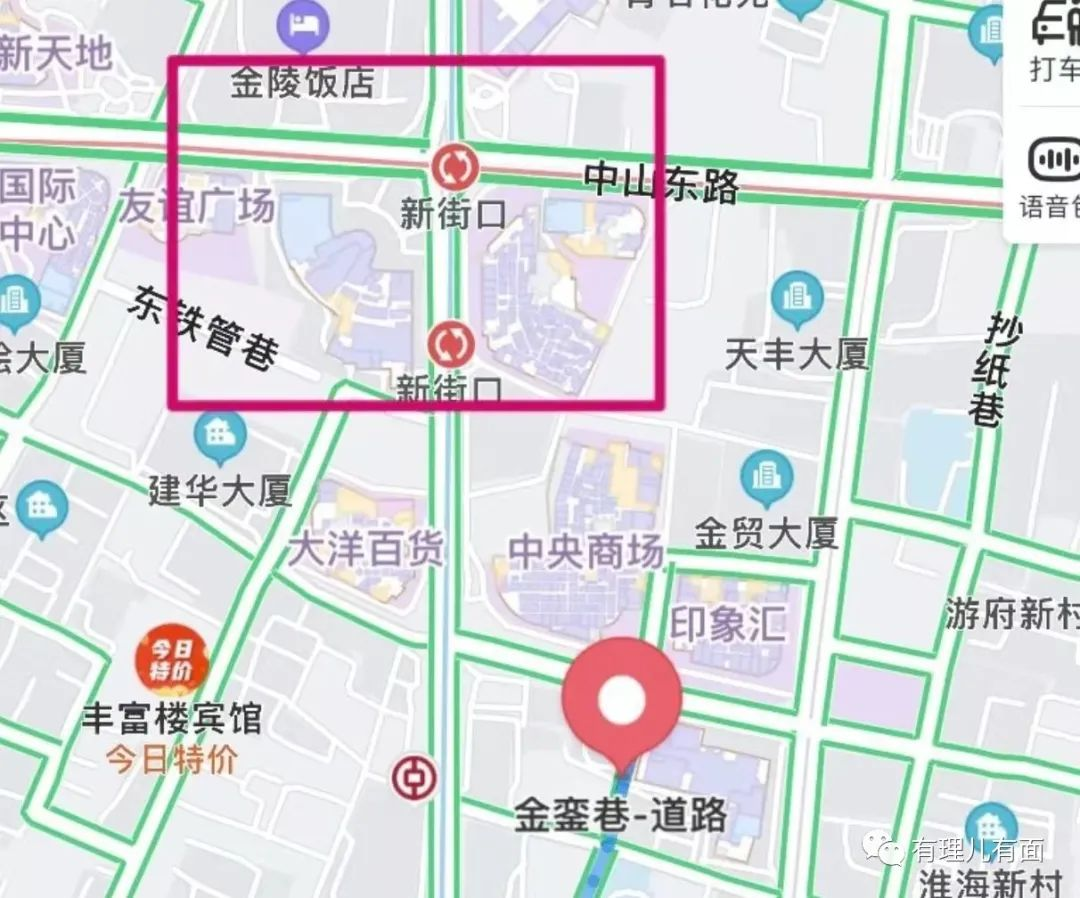 新天地
金陵饭店
打车
语音包
国际
中心
友谊广场
新街口
中山东路
东铁管巷
新街口
天丰大厦
抄纸巷
大厦
建华大厦
大洋百货
中央商场
金贸大厦
印象汇
游府新村
今日
特价
丰富楼宾馆
今日特价
金銮巷-道路
有理儿有面
淮海新村